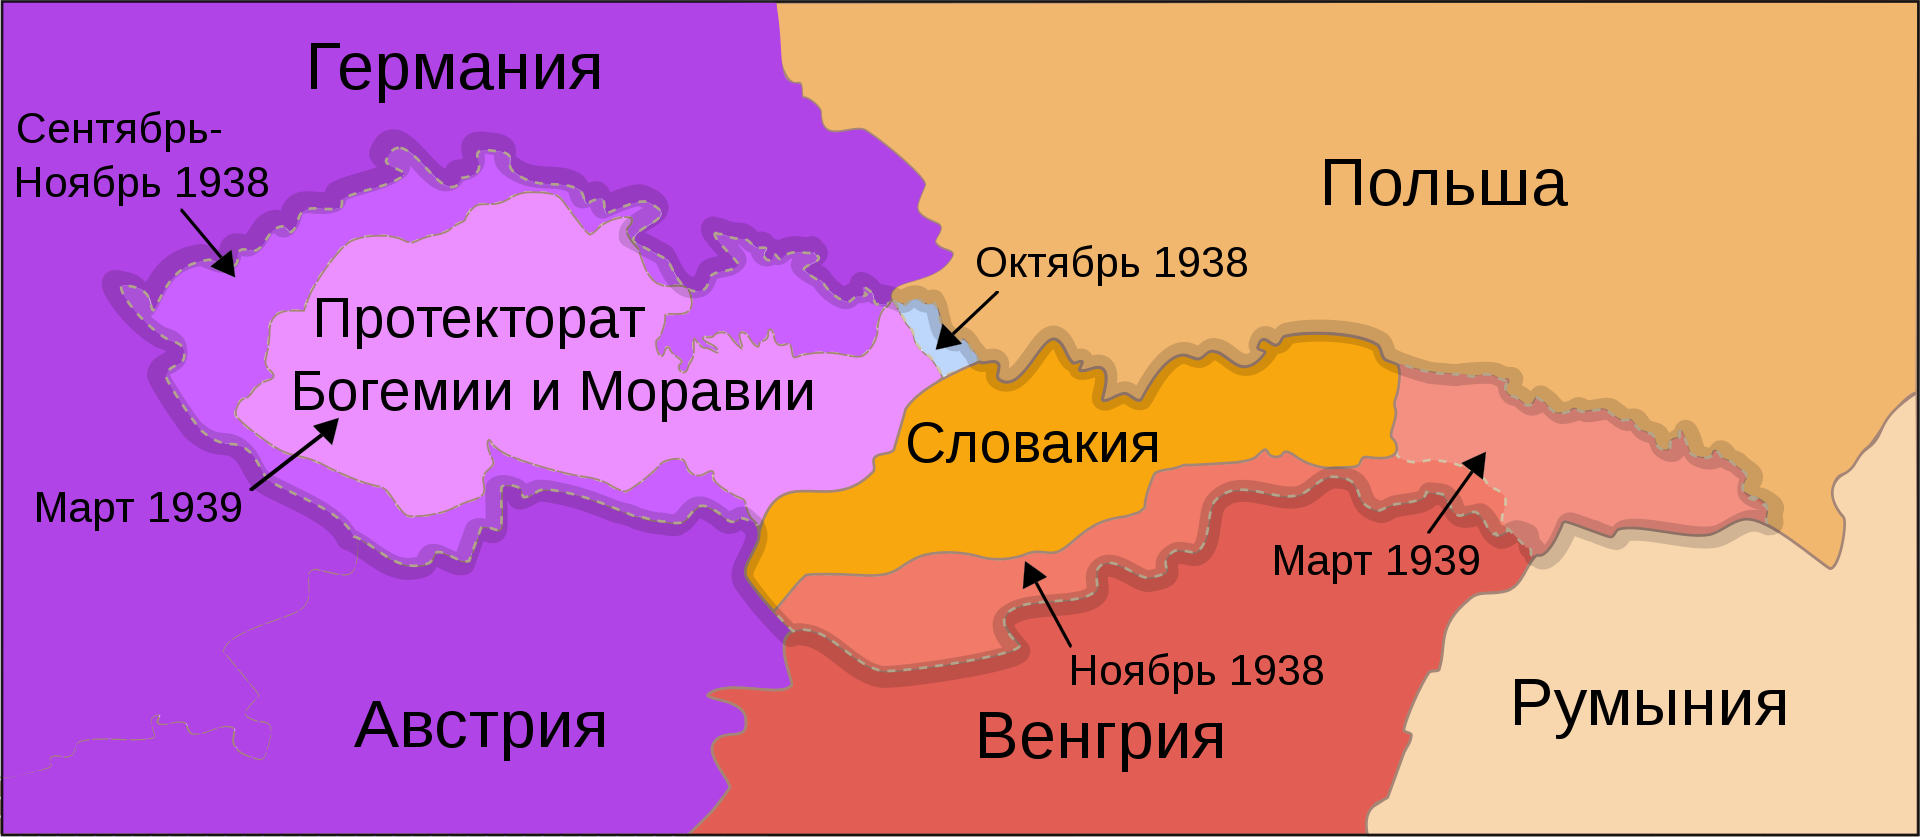 Германия
Сентябрь-
Ноябрь 1938
Польша
Октябрь 1938
Протекторат
Богемии и Моравии
Словакия
Март 1939
Март 1939
Ноябрь 1938
Австрия
Венгрия
Румыния